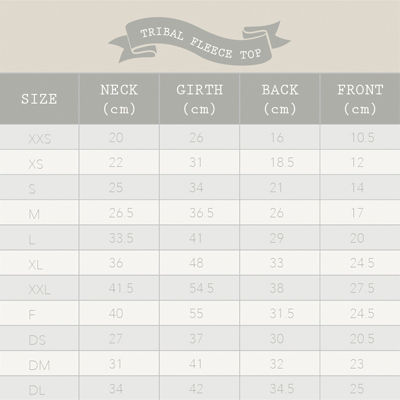 TRIBAL FLEECE TOP
SIZE NECK (cm) GIRTH (cm) BACK (cm) FRONT (cm)
XXS 20 26 16 10.5
XS 22 31 18.5 12
S 25 34 21 14
M 26.5 36.5 26 17
L 33.5 41 29 20
XL 36 48 33 24.5
XXL 41.5 54.5 38 27.5
F 40 55 31.5 24.5
DS 27 37 30 20.5
DM 31 41 32 23
DL 34 42 34.5 25